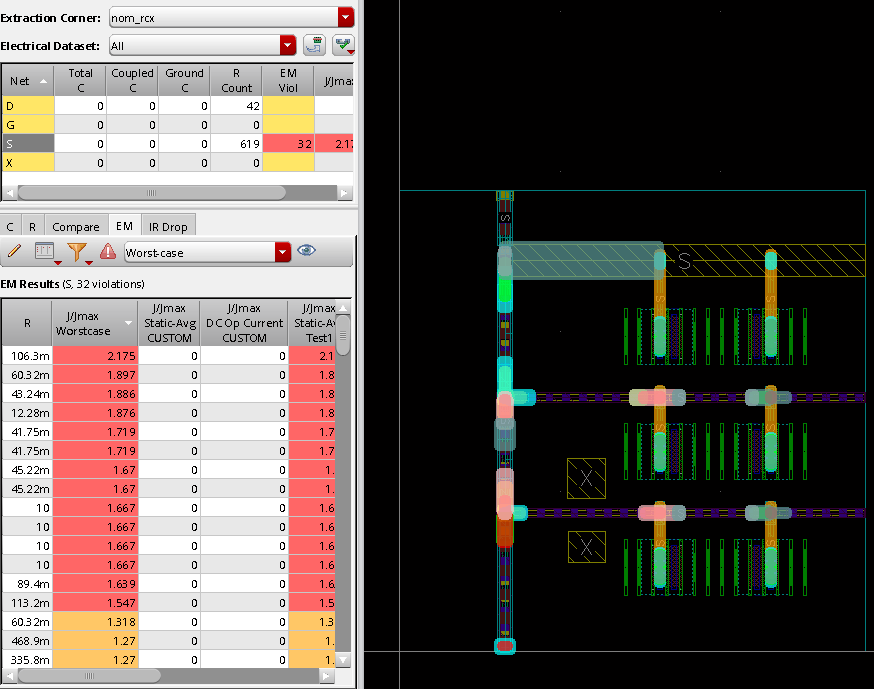 Extraction Corner: nom_rcx
Electrical Dataset: All
Net Total C Coupled C Ground C R Count EM Viol J/Jma
D 0 0 0 42
G 0 0 0 0
S 0 0 0 619 32 2.17
X 0 0 0 0
C R Compare EM IR Drop
Worst-case
EM Results (S, 32 violations)
R J/Jmax Worstcase J/Jmax Static-Avg CUSTOM J/Jmax DC Op Current CUSTOM J/Jmax Static-Av Test1
106.3m 2.175 0 0 2.1
60.32m 1.897 0 0 1.8
43.24m 1.886 0 0 1.8
12.28m 1.876 0 0 1.8
41.75m 1.719 0 0 1.7
41.75m 1.719 0 0 1.7
45.22m 1.67 0 0 1.
45.22m 1.67 0 0 1.
10 1.667 0 0 1.6
10 1.667 0 0 1.6
10 1.667 0 0 1.6
10 1.667 0 0 1.6
89.4m 1.639 0 0 1.6
113.2m 1.547 0 0 1.5
60.32m 1.318 0 0 1.3
468.9m 1.27 0 0 1.
335.8m 1.27 0 0 1.
S
S
S
S
X
X